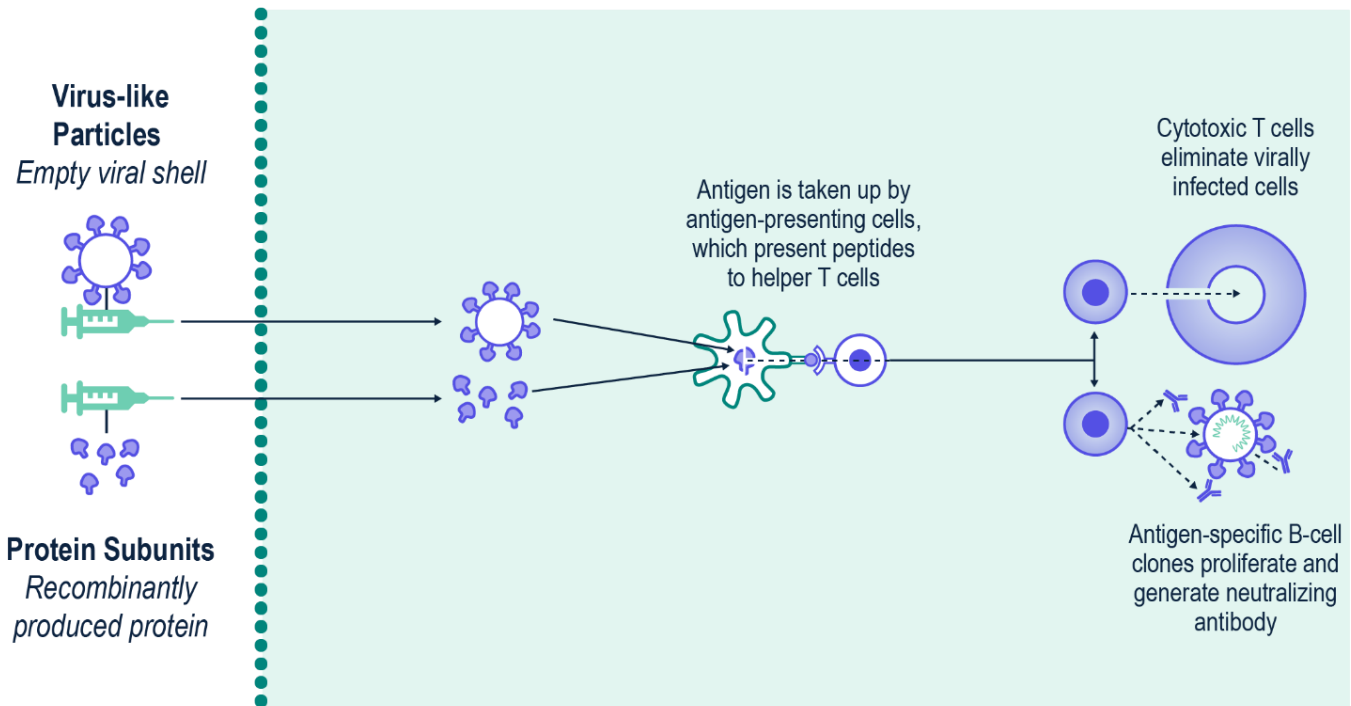 Virus-like
Particles
Empty viral shell
Protein Subunits
Recombinantly
produced protein
Antigen is taken up by
antigen-presenting cells,
which present peptides
to helper T cells
Cytotoxic T cells
eliminate virally
infected cells
Antigen-specific B-cell
clones proliferate and
generate neutralizing
antibody